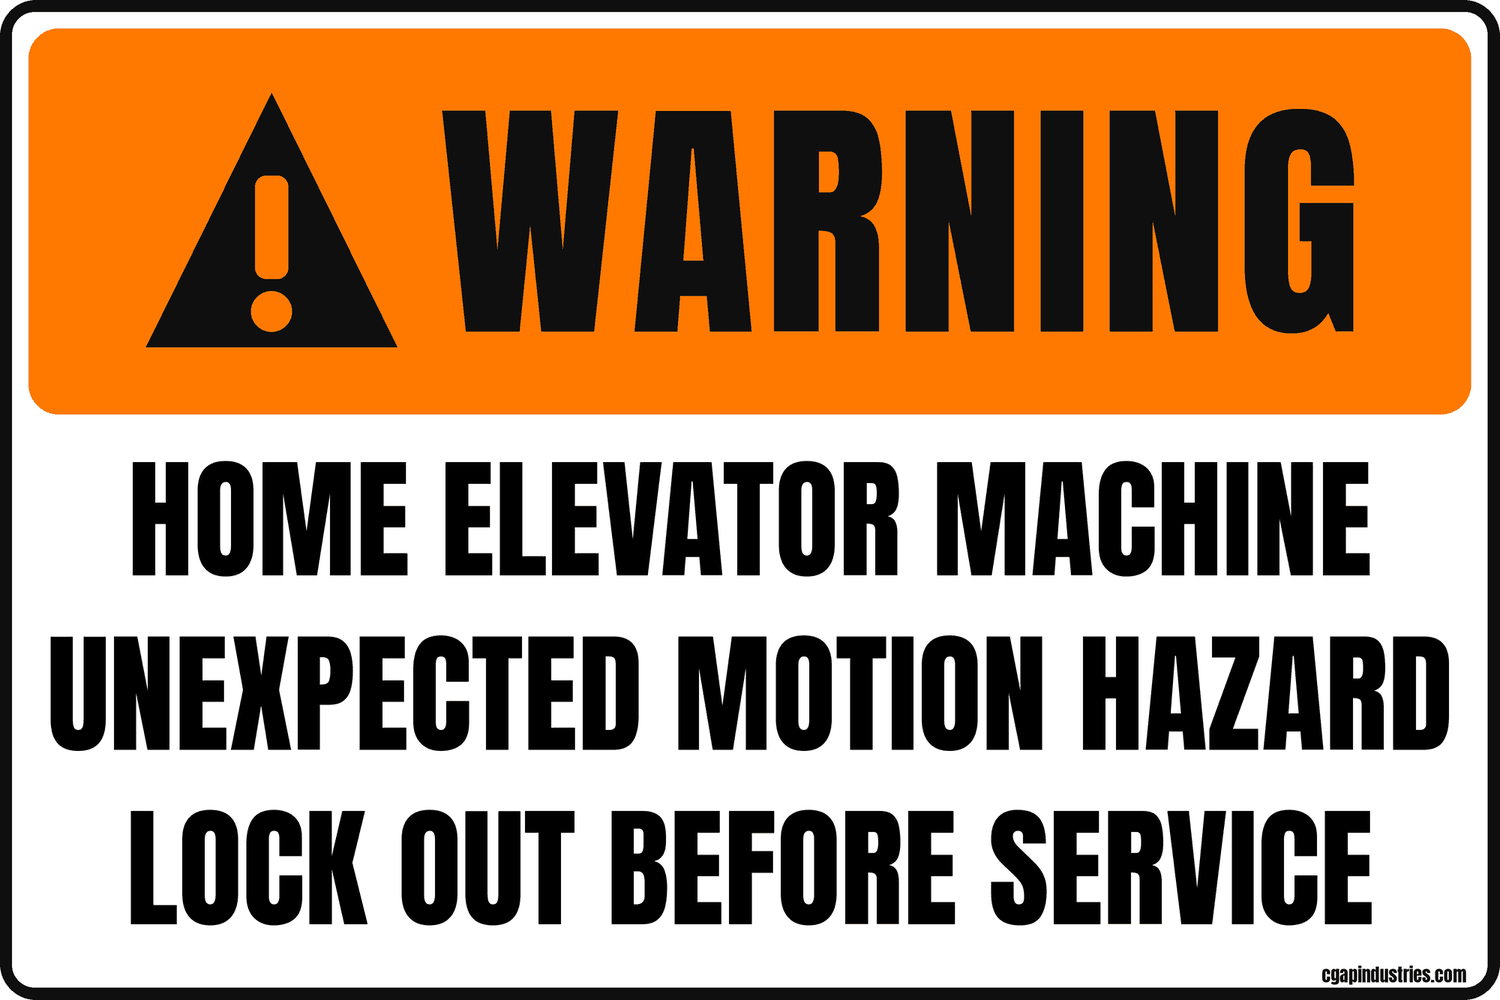 WARNING
HOME ELEVATOR MACHINE
UNEXPECTED MOTION HAZARD
LOCK OUT BEFORE SERVICE
cgapindustries.com